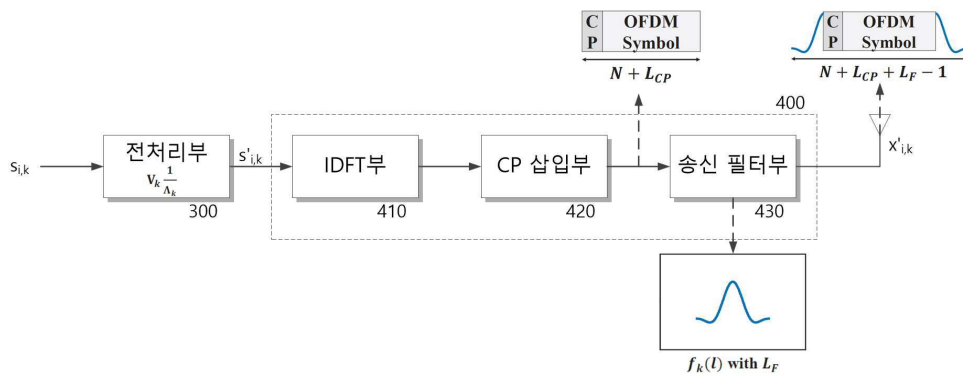 C OFDM
P Symbol
N + L_CP
C OFDM
P Symbol
N + L_CP + L_F − 1
400
s_i,k
전처리부
V_k 1/Λ_k
300
s'_i,k
IDFT부
410
CP 삽입부
420
송신 필터부
430
x'_i,k
f_k(l) with L_F